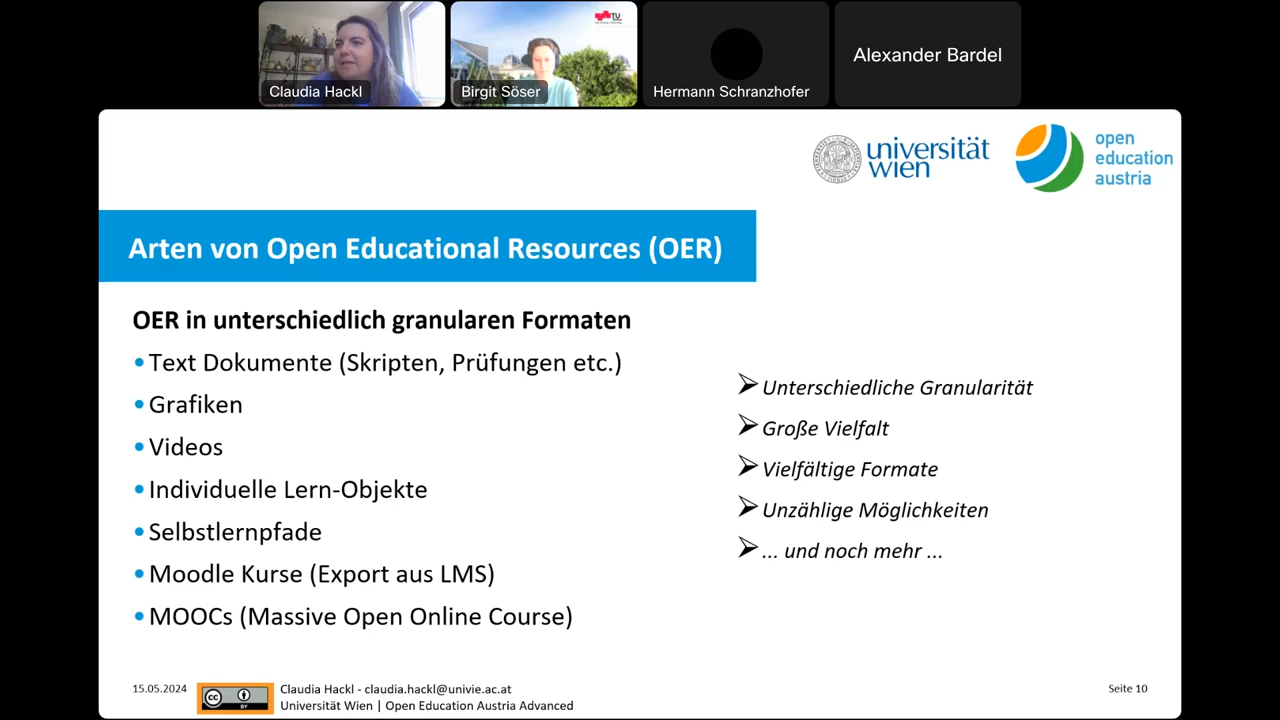 TU
Claudia Hackl
Birgit Söser
Hermann Schranzhofer
Alexander Bardel
universität
wien
open
education
austria
Arten von Open Educational Resources (OER)
OER in unterschiedlich granularen Formaten
•Text Dokumente (Skripten, Prüfungen etc.)
•Grafiken
•Videos
•Individuelle Lern-Objekte
•Selbstlernpfade
•Moodle Kurse (Export aus LMS)
•MOOCs (Massive Open Online Course)
➢Unterschiedliche Granularität
➢Große Vielfalt
➢Vielfältige Formate
➢Unzählige Möglichkeiten
➢... und noch mehr ...
15.05.2024
cc
BY
Claudia Hackl - claudia.hackl@univie.ac.at
Universität Wien | Open Education Austria Advanced
Seite 10